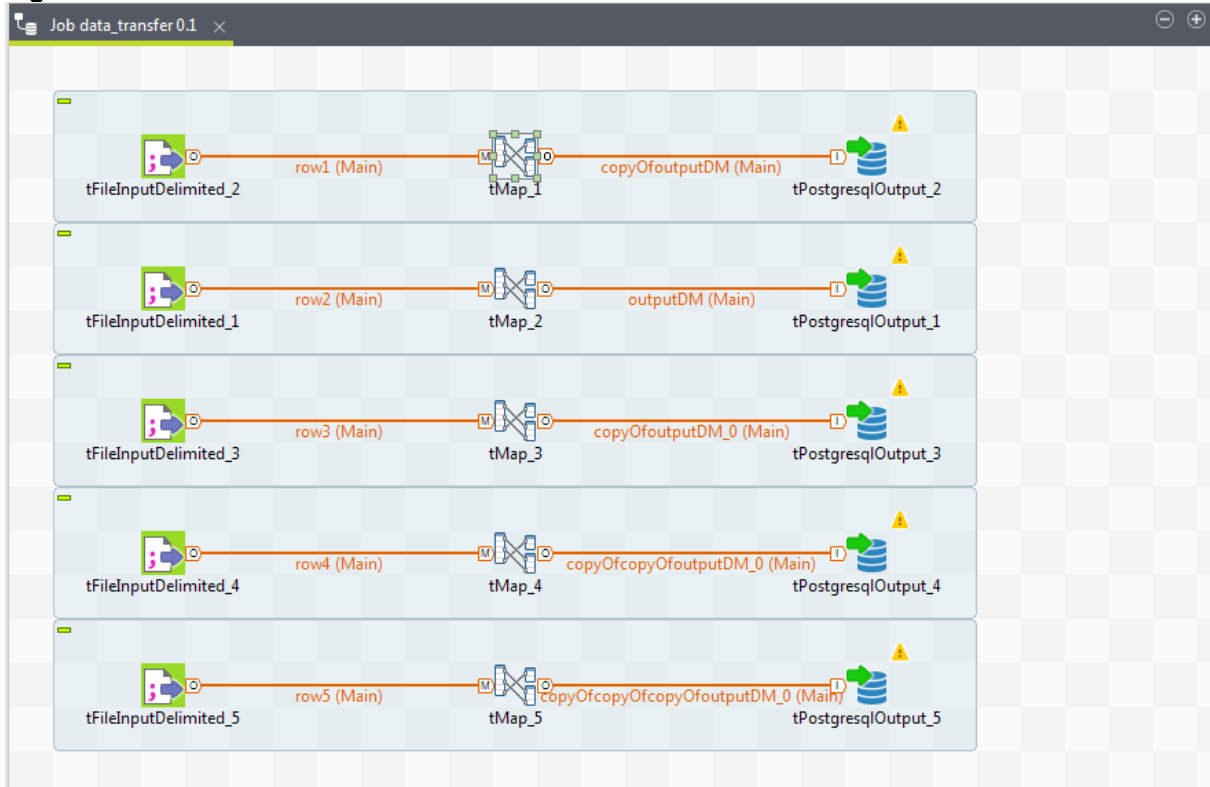 Job data_transfer 0.1
row1 (Main)
copyOfoutputDM (Main)
tFileInputDelimited_2
tMap_1
tPostgresqlOutput_2
row2 (Main)
outputDM (Main)
tFileInputDelimited_1
tMap_2
tPostgresqlOutput_1
row3 (Main)
copyOfoutputDM_0 (Main)
tFileInputDelimited_3
tMap_3
tPostgresqlOutput_3
row4 (Main)
copyOfcopyOfoutputDM_0 (Main)
tFileInputDelimited_4
tMap_4
tPostgresqlOutput_4
row5 (Main)
copyOfcopyOfcopyOfoutputDM_0 (Main)
tFileInputDelimited_5
tMap_5
tPostgresqlOutput_5